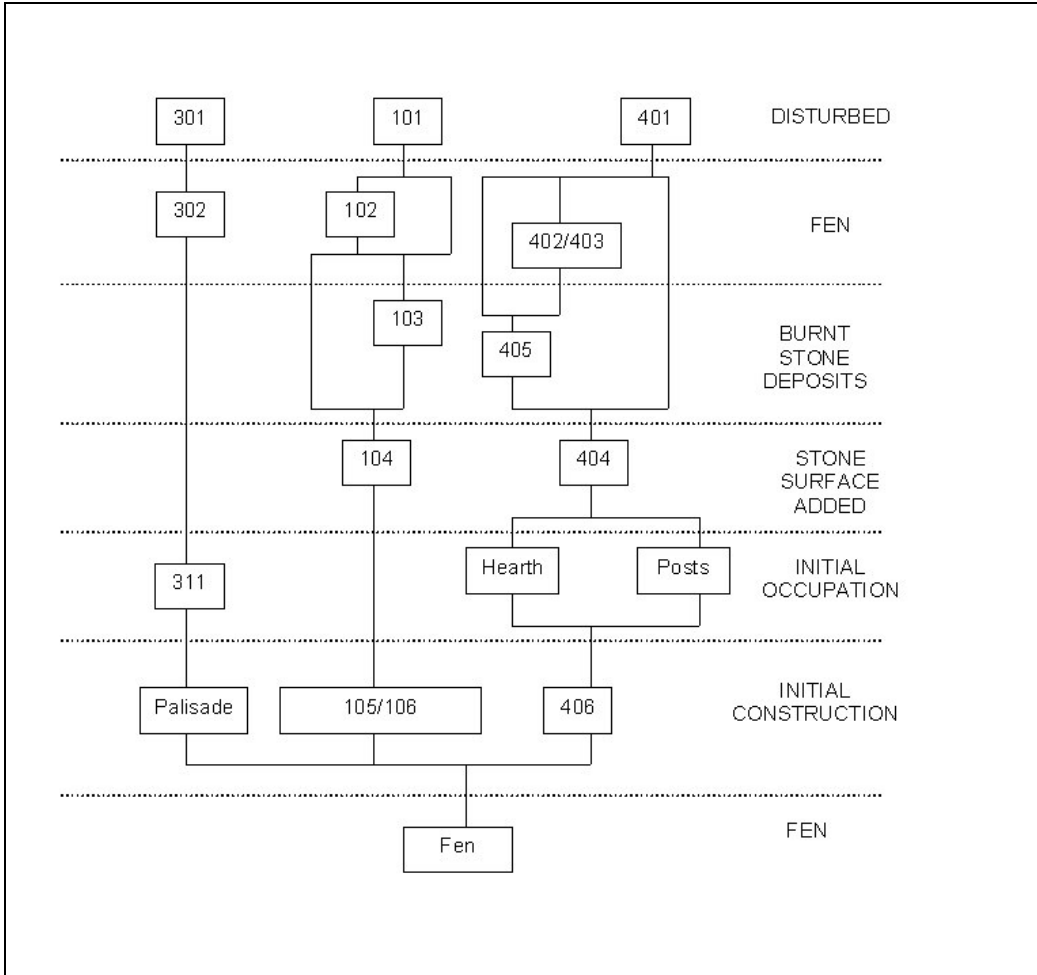 301
101
401
DISTURBED
302
102
402/403
FEN
103
405
BURNT
STONE
DEPOSITS
104
404
STONE
SURFACE
ADDED
311
Hearth
Posts
INITIAL
OCCUPATION
Palisade
105/106
406
INITIAL
CONSTRUCTION
Fen
FEN